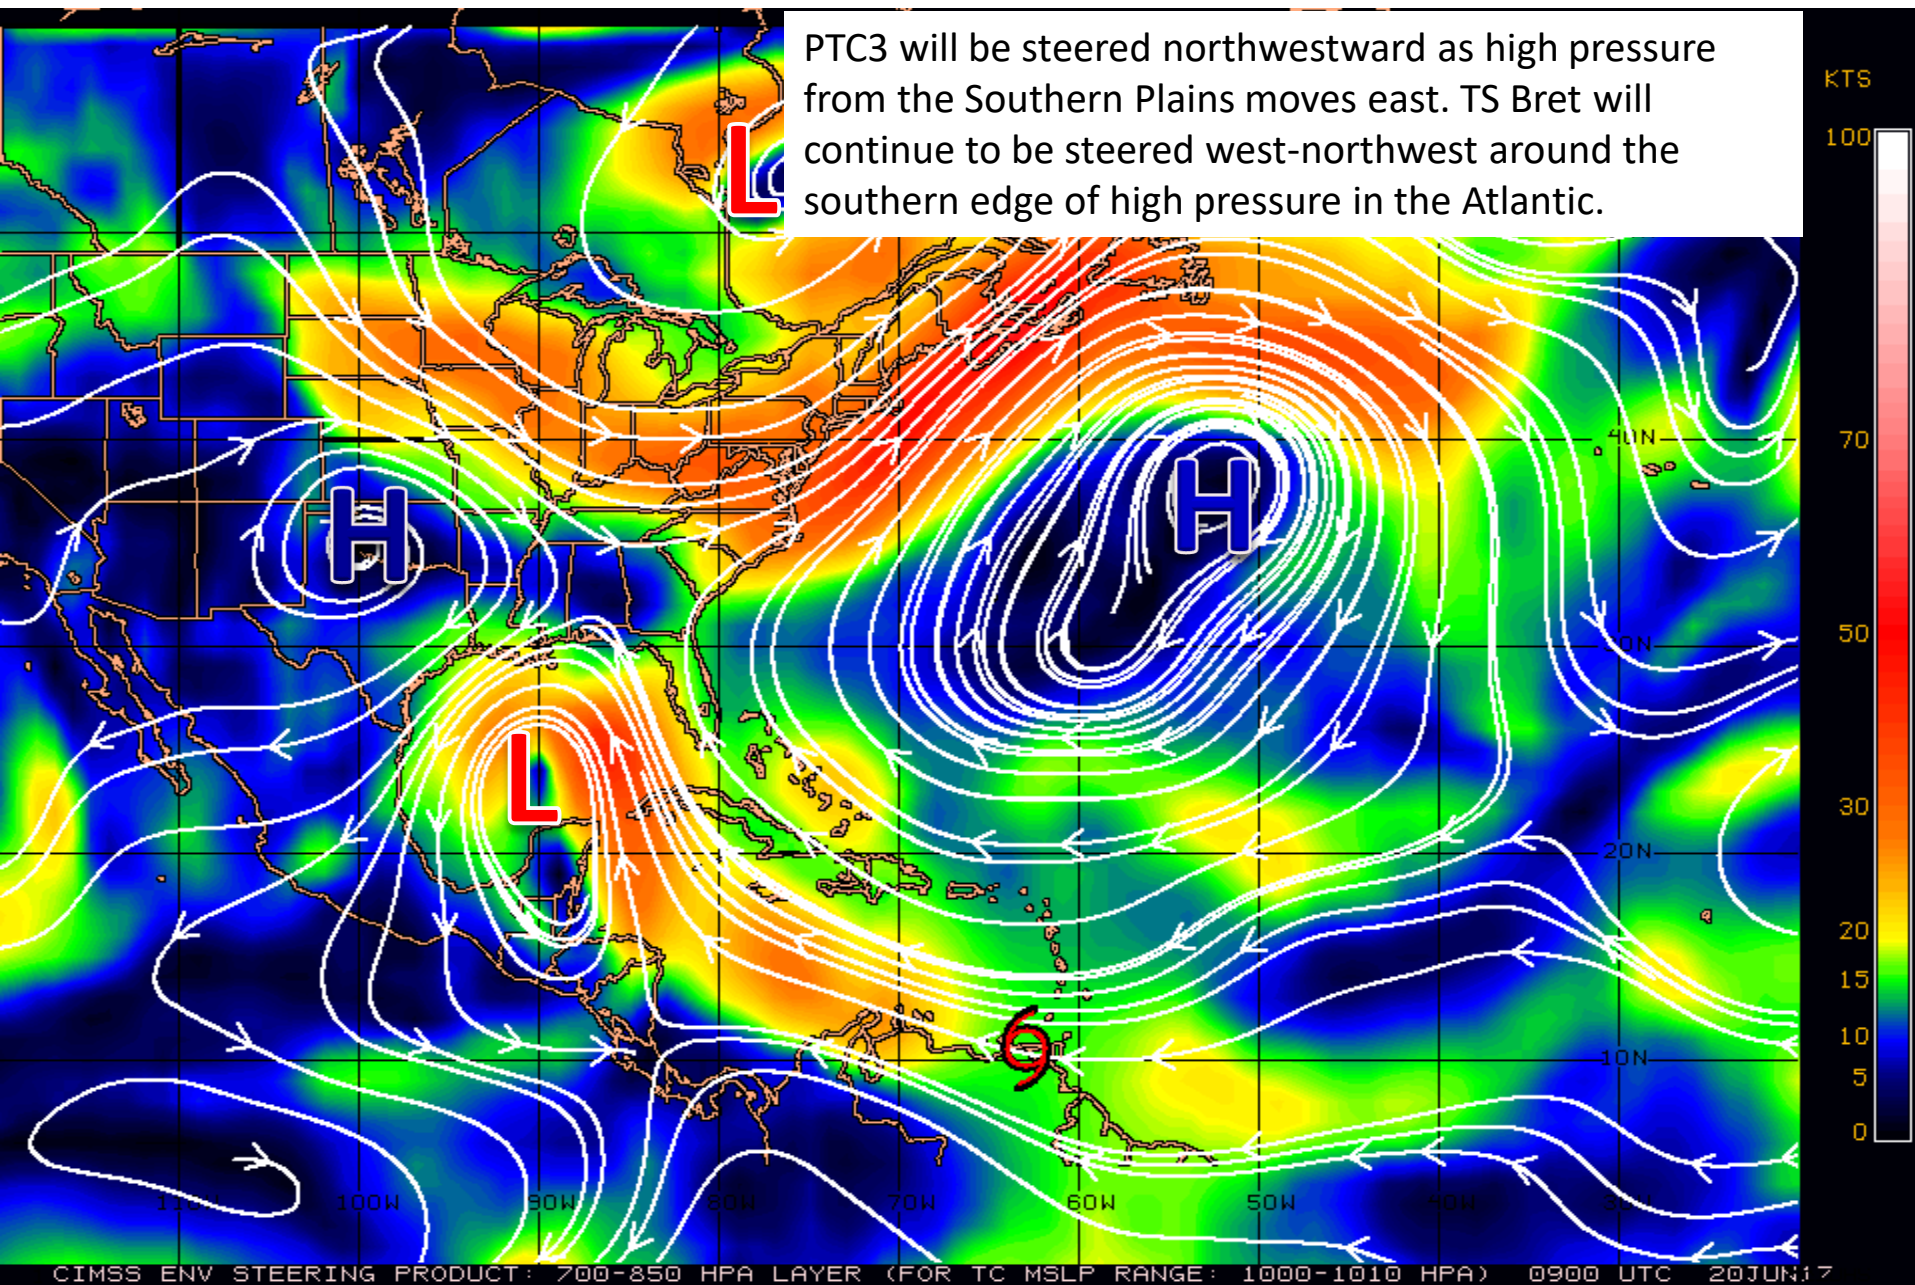 PTC3 will be steered northwestward as high pressure
from the Southern Plains moves east. TS Bret will
continue to be steered west-northwest around the
southern edge of high pressure in the Atlantic.
KTS
100
L
70
40N
H
H
50
30N
L
30
20N
20
15
10
10N
5
0
110W 100W 90W 80W 70W 60W 50W 40W 30W
CIMSS ENV STEERING PRODUCT: 700-850 HPA LAYER (FOR TC MSLP RANGE: 1000-1010 HPA) 0900 UTC 20JUN17